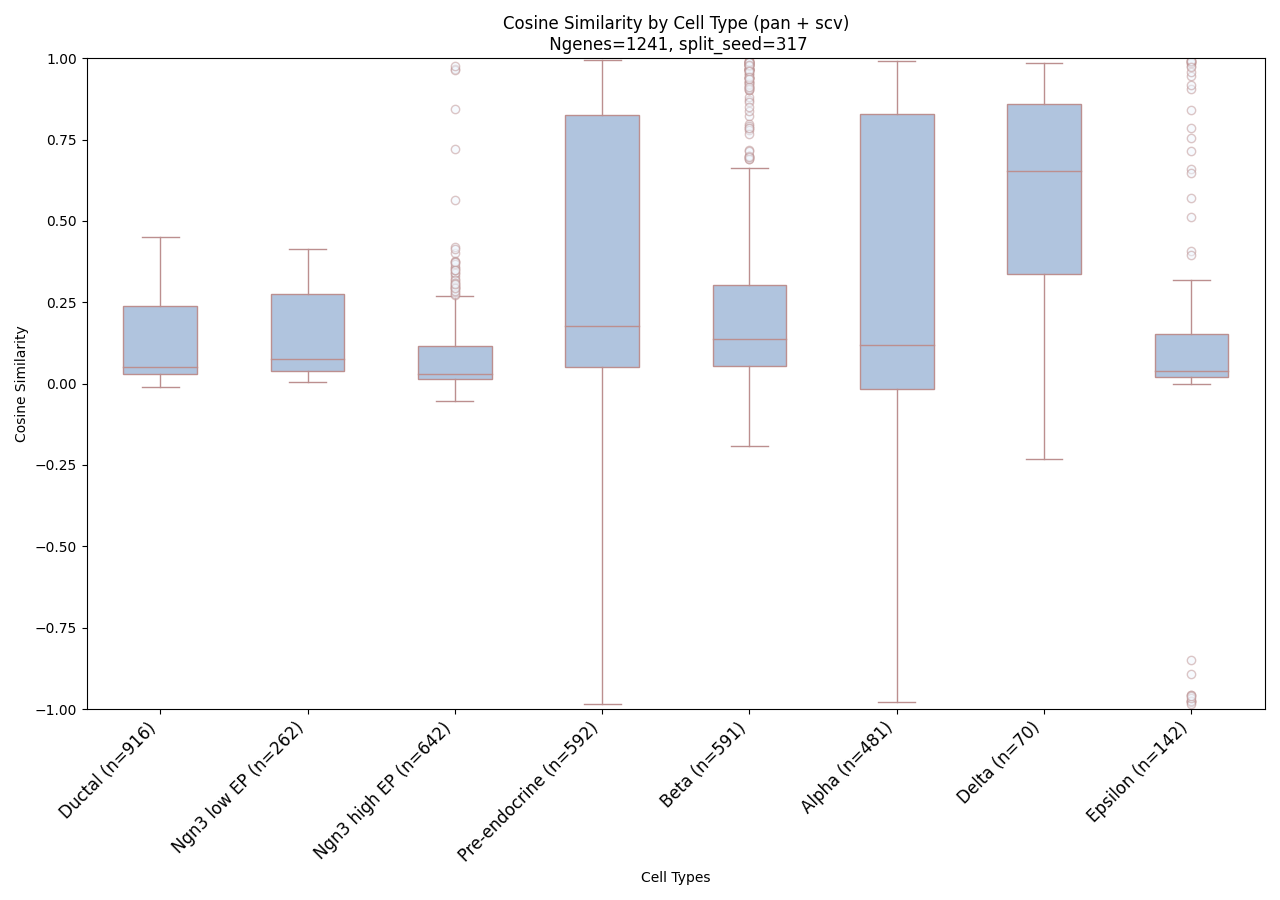 Cosine Similarity by Cell Type (pan + scv)
Ngenes=1241, split_seed=317
Cosine Similarity
1.00
0.75
0.50
0.25
0.00
−0.25
−0.50
−0.75
−1.00
Ductal (n=916)
Ngn3 low EP (n=262)
Ngn3 high EP (n=642)
Pre-endocrine (n=592)
Beta (n=591)
Alpha (n=481)
Delta (n=70)
Epsilon (n=142)
Cell Types